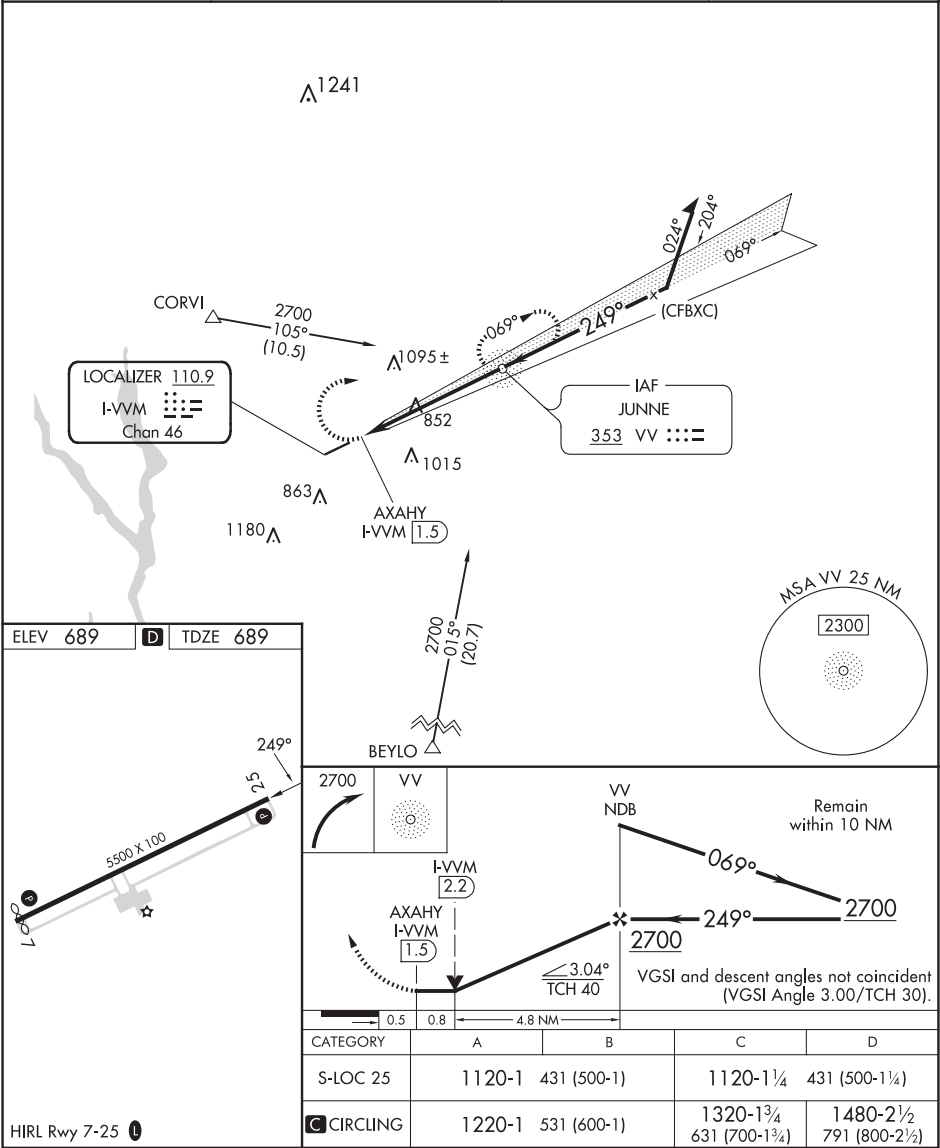 1241
024°
204°
069°
(CFBXC)
249°
069°
CORVI
2700
105°
(10.5)
1095±
LOCALIZER 110.9
I-VVM
Chan 46
IAF
JUNNE
353 VV
852
1015
863
1180
AXAHY
I-VVM 1.5
2700
015°
(20.7)
BEYLO
MSA VV 25 NM
2300
ELEV 689 D TDZE 689
249°
25
P
5500 X 100
P
7
HIRL Rwy 7-25 L
2700 VV
VV
NDB
Remain
within 10 NM
069°
2700
249°
2700
I-VVM
2.2
AXAHY
I-VVM
1.5
3.04°
TCH 40
VGSI and descent angles not coincident
(VGSI Angle 3.00/TCH 30).
0.5 0.8 4.8 NM
CATEGORY A B C D
S-LOC 25 1120-1 431 (500-1) 1120-1¼ 431 (500-1¼)
C CIRCLING 1220-1 531 (600-1) 1320-1¾ 631 (700-1¾) 1480-2½ 791 (800-2½)